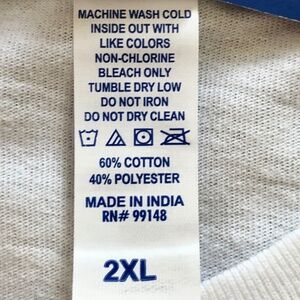 MACHINE WASH COLD
INSIDE OUT WITH
LIKE COLORS
NON-CHLORINE
BLEACH ONLY
TUMBLE DRY LOW
DO NOT IRON
DO NOT DRY CLEAN
60% COTTON
40% POLYESTER
MADE IN INDIA
RN# 99148
2XL